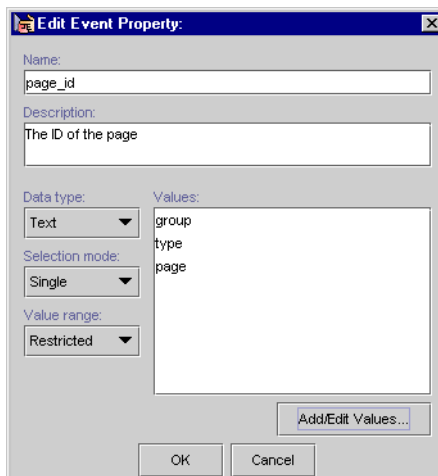 Edit Event Property:
Name:
page_id
Description:
The ID of the page
Data type:
Text
Selection mode:
Single
Value range:
Restricted
Values:
group
type
page
Add/Edit Values...
OK
Cancel